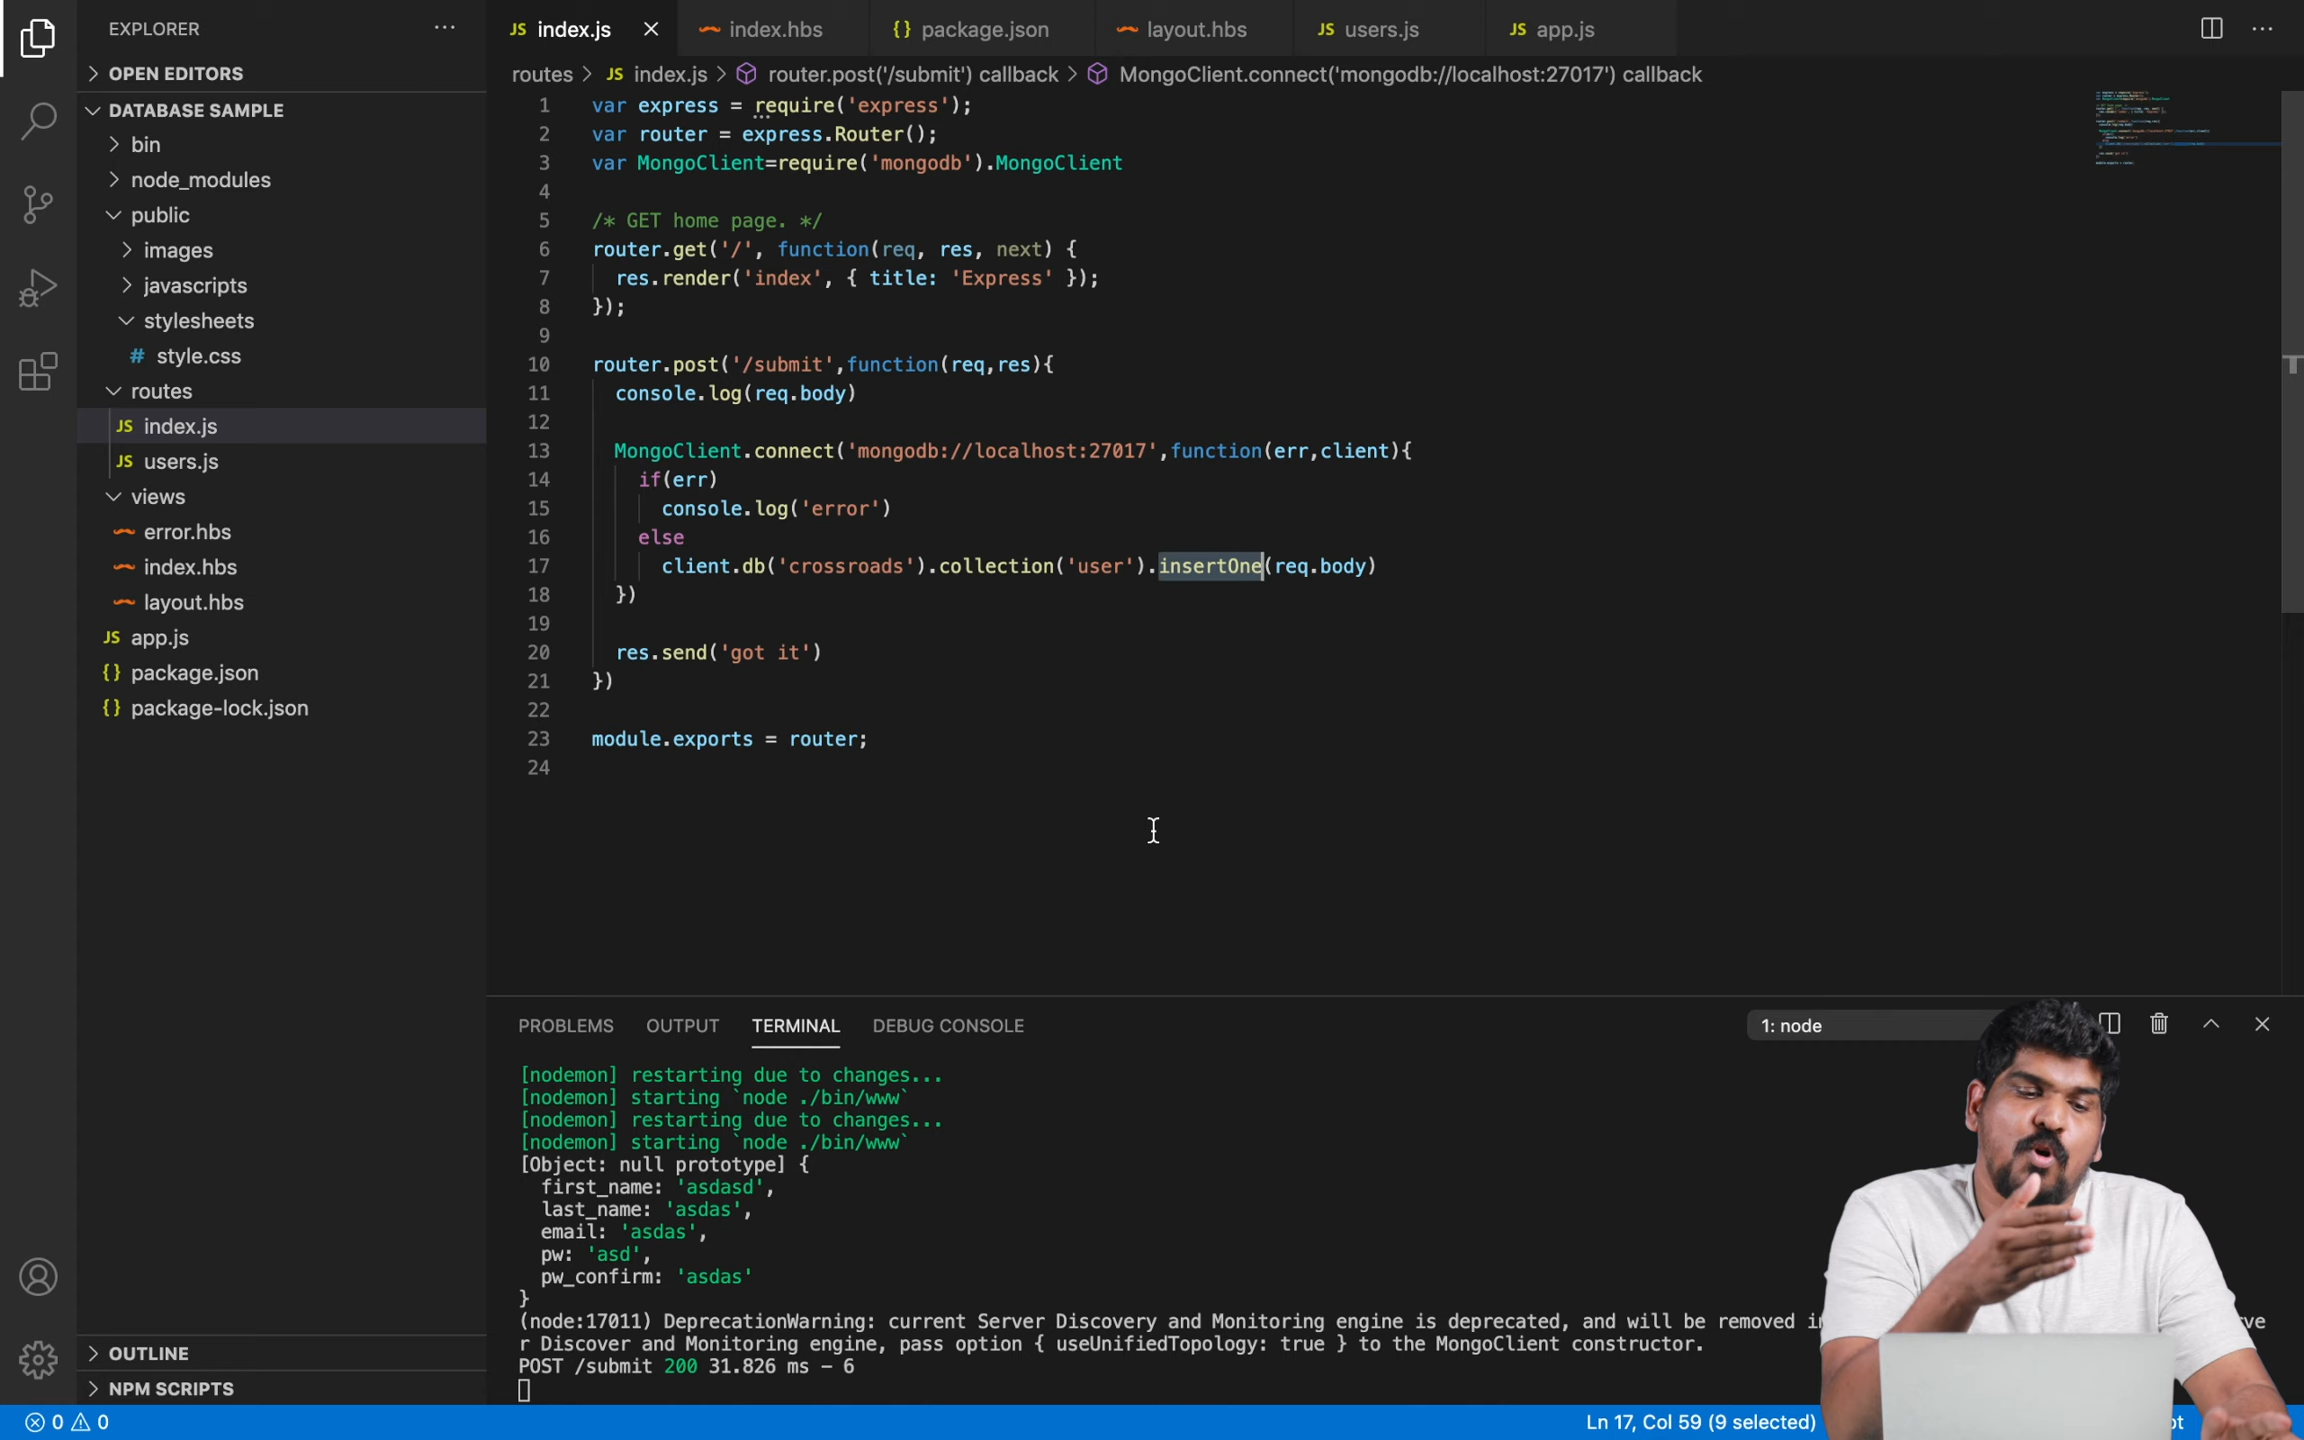 EXPLORER
OPEN EDITORS
DATABASE SAMPLE
bin
node_modules
public
images
javascripts
stylesheets
# style.css
routes
JS index.js
JS users.js
views
error.hbs
index.hbs
layout.hbs
JS app.js
{} package.json
{} package-lock.json
OUTLINE
NPM SCRIPTS
JS index.js
index.hbs
{} package.json
layout.hbs
JS users.js
JS app.js
routes > JS index.js > router.post('/submit') callback > MongoClient.connect('mongodb://localhost:27017') callback
1 var express = require('express');
2 var router = express.Router();
3 var MongoClient=require('mongodb').MongoClient
4
5 /* GET home page. */
6 router.get('/', function(req, res, next) {
7 res.render('index', { title: 'Express' });
8 });
9
10 router.post('/submit',function(req,res){
11 console.log(req.body)
12
13 MongoClient.connect('mongodb://localhost:27017',function(err,client){
14 if(err)
15 console.log('error')
16 else
17 client.db('crossroads').collection('user').insertOne(req.body)
18 })
19
20 res.send('got it')
21 })
22
23 module.exports = router;
24
PROBLEMS OUTPUT TERMINAL DEBUG CONSOLE
1: node
[nodemon] restarting due to changes...
[nodemon] starting `node ./bin/www`
[nodemon] restarting due to changes...
[nodemon] starting `node ./bin/www`
[Object: null prototype] {
first_name: 'asdasd',
last_name: 'asdas',
email: 'asdas',
pw: 'asd',
pw_confirm: 'asdas'
}
(node:17011) DeprecationWarning: current Server Discovery and Monitoring engine is deprecated, and will be removed
r Discover and Monitoring engine, pass option { useUnifiedTopology: true } to the MongoClient constructor.
POST /submit 200 31.826 ms - 6
0 0
Ln 17, Col 59 (9 selected)